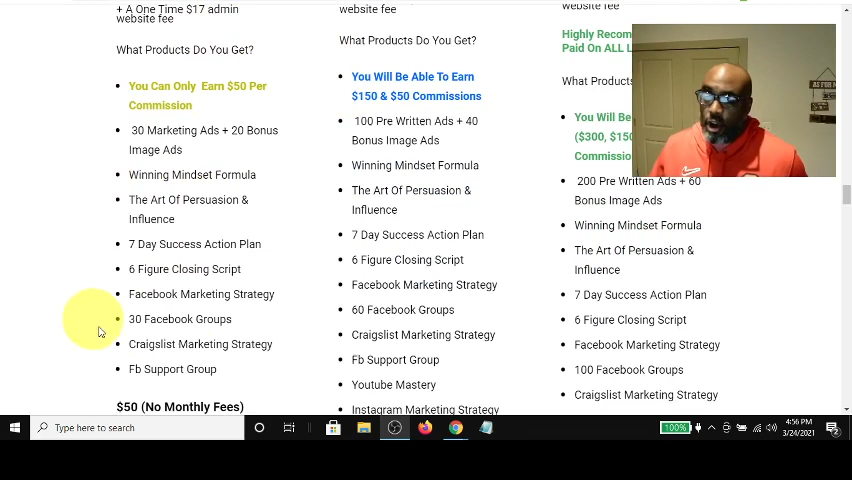 + A One Time $17 admin
website fee
What Products Do You Get?
You Can Only Earn $50 Per
Commission
30 Marketing Ads + 20 Bonus
Image Ads
Winning Mindset Formula
The Art Of Persuasion &
Influence
7 Day Success Action Plan
6 Figure Closing Script
Facebook Marketing Strategy
30 Facebook Groups
Craigslist Marketing Strategy
Fb Support Group
$50 (No Monthly Fees)
website fee
What Products Do You Get?
You Will Be Able To Earn
$150 & $50 Commissions
100 Pre Written Ads + 40
Bonus Image Ads
Winning Mindset Formula
The Art Of Persuasion &
Influence
7 Day Success Action Plan
6 Figure Closing Script
Facebook Marketing Strategy
60 Facebook Groups
Craigslist Marketing Strategy
Fb Support Group
Youtube Mastery
Instagram Marketing Strategy
website fee
Highly Recom
Paid On ALL L
What Products
You Will Be
($300, $150
Commissio
200 Pre Written Ads + 60
Bonus Image Ads
Winning Mindset Formula
The Art Of Persuasion &
Influence
7 Day Success Action Plan
6 Figure Closing Script
Facebook Marketing Strategy
100 Facebook Groups
Craigslist Marketing Strategy
Type here to search
100%
4:56 PM
3/24/2021
2